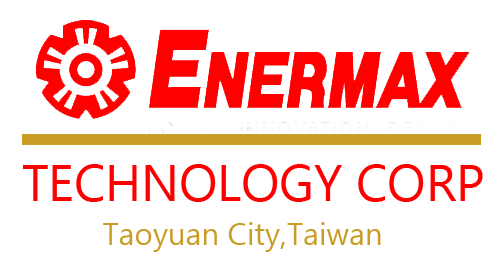 ENERMAX
TECHNOLOGY CORP
Taoyuan City,Taiwan